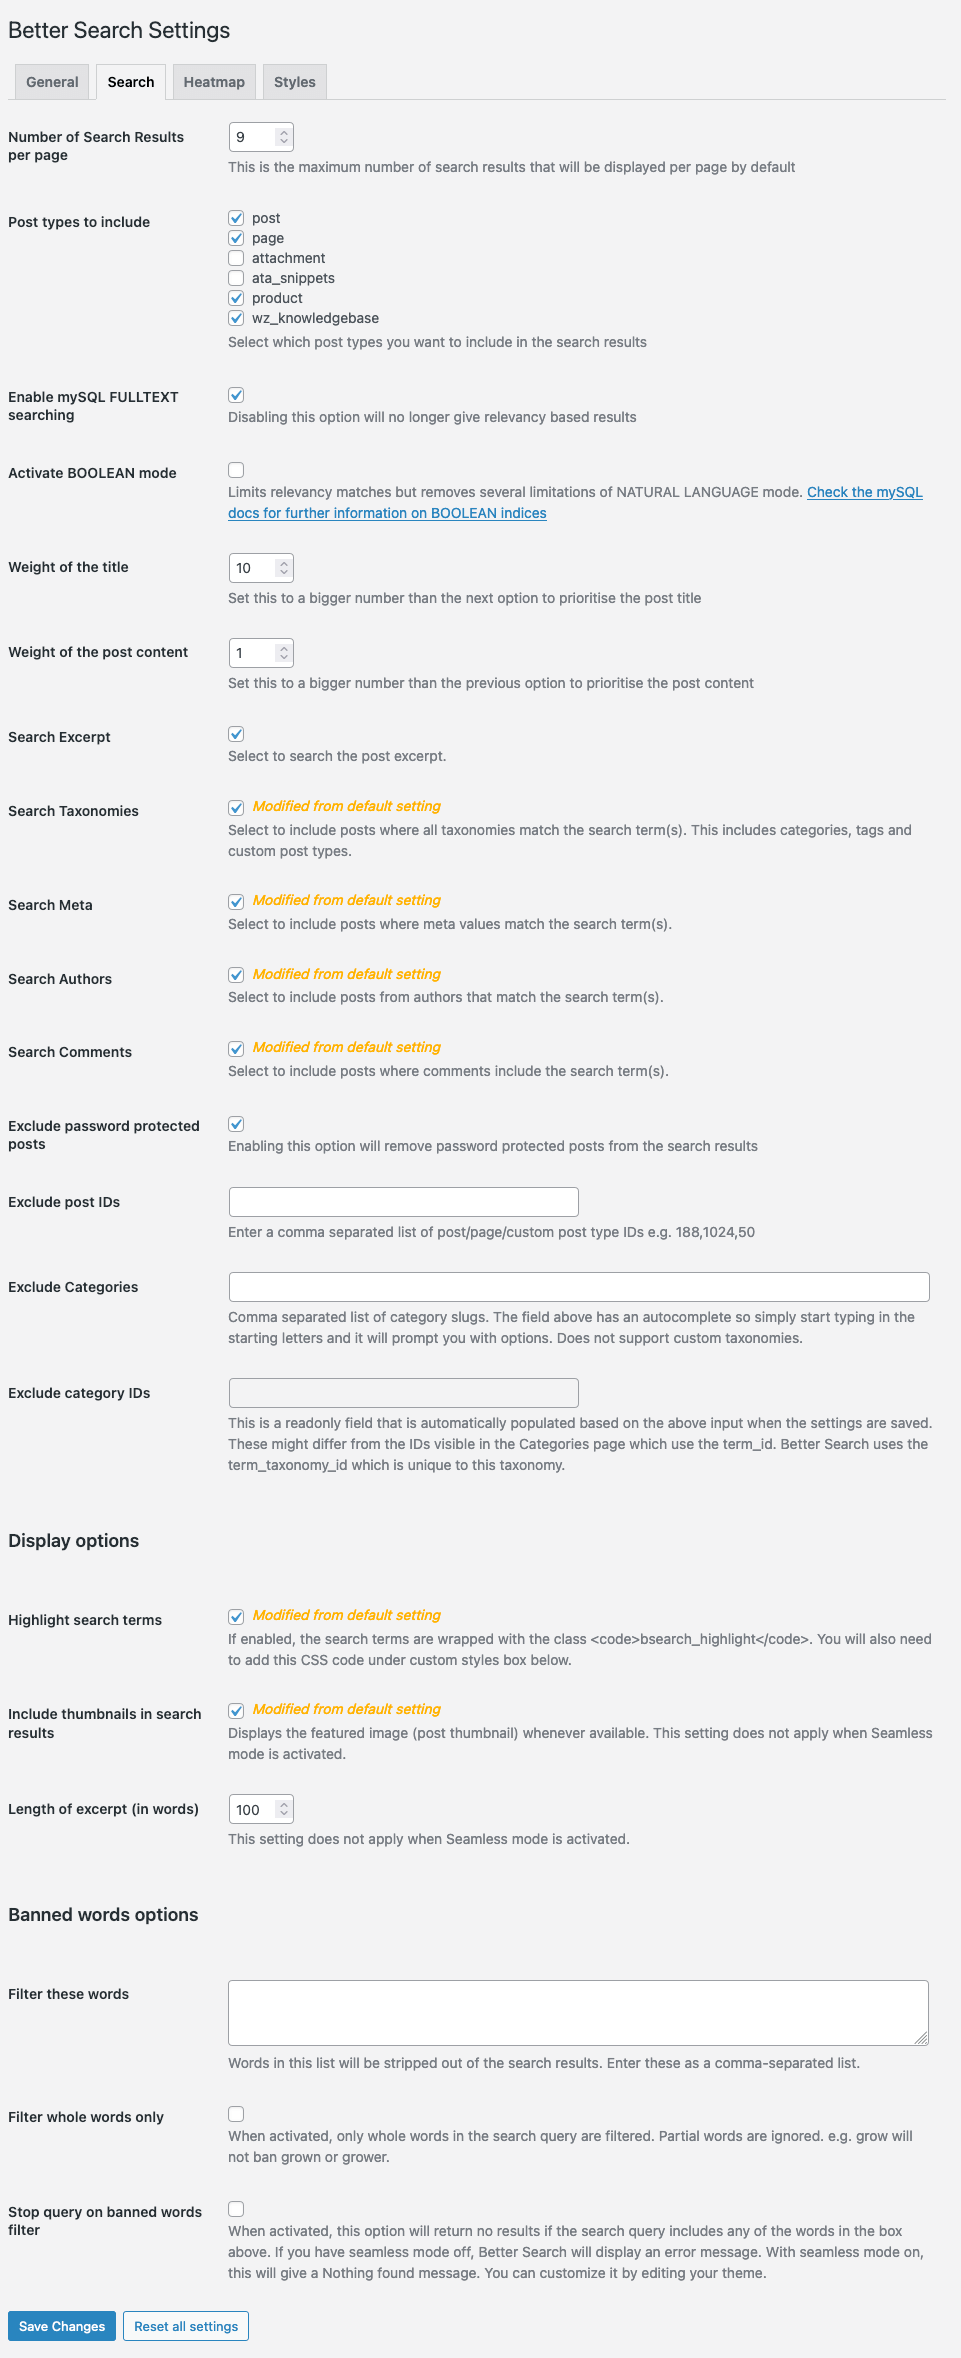 Better Search Settings
General
Search
Heatmap
Styles
Number of Search Results
per page
9
This is the maximum number of search results that will be displayed per page by default
Post types to include
post
page
attachment
ata_snippets
product
wz_knowledgebase
Select which post types you want to include in the search results
Enable mySQL FULLTEXT
searching
Disabling this option will no longer give relevancy based results
Activate BOOLEAN mode
Limits relevancy matches but removes several limitations of NATURAL LANGUAGE mode. Check the mySQL
docs for further information on BOOLEAN indices
Weight of the title
10
Set this to a bigger number than the next option to prioritise the post title
Weight of the post content
1
Set this to a bigger number than the previous option to prioritise the post content
Search Excerpt
Select to search the post excerpt.
Search Taxonomies
Modified from default setting
Select to include posts where all taxonomies match the search term(s). This includes categories, tags and
custom post types.
Search Meta
Modified from default setting
Select to include posts where meta values match the search term(s).
Search Authors
Modified from default setting
Select to include posts from authors that match the search term(s).
Search Comments
Modified from default setting
Select to include posts where comments include the search term(s).
Exclude password protected
posts
Enabling this option will remove password protected posts from the search results
Exclude post IDs
Enter a comma separated list of post/page/custom post type IDs e.g. 188,1024,50
Exclude Categories
Comma separated list of category slugs. The field above has an autocomplete so simply start typing in the
starting letters and it will prompt you with options. Does not support custom taxonomies.
Exclude category IDs
This is a readonly field that is automatically populated based on the above input when the settings are saved.
These might differ from the IDs visible in the Categories page which use the term_id. Better Search uses the
term_taxonomy_id which is unique to this taxonomy.
Display options
Highlight search terms
Modified from default setting
If enabled, the search terms are wrapped with the class <code>bsearch_highlight</code>. You will also need
to add this CSS code under custom styles box below.
Include thumbnails in search
results
Modified from default setting
Displays the featured image (post thumbnail) whenever available. This setting does not apply when Seamless
mode is activated.
Length of excerpt (in words)
100
This setting does not apply when Seamless mode is activated.
Banned words options
Filter these words
Words in this list will be stripped out of the search results. Enter these as a comma-separated list.
Filter whole words only
When activated, only whole words in the search query are filtered. Partial words are ignored. e.g. grow will
not ban grown or grower.
Stop query on banned words
filter
When activated, this option will return no results if the search query includes any of the words in the box
above. If you have seamless mode off, Better Search will display an error message. With seamless mode on,
this will give a Nothing found message. You can customize it by editing your theme.
Save Changes
Reset all settings